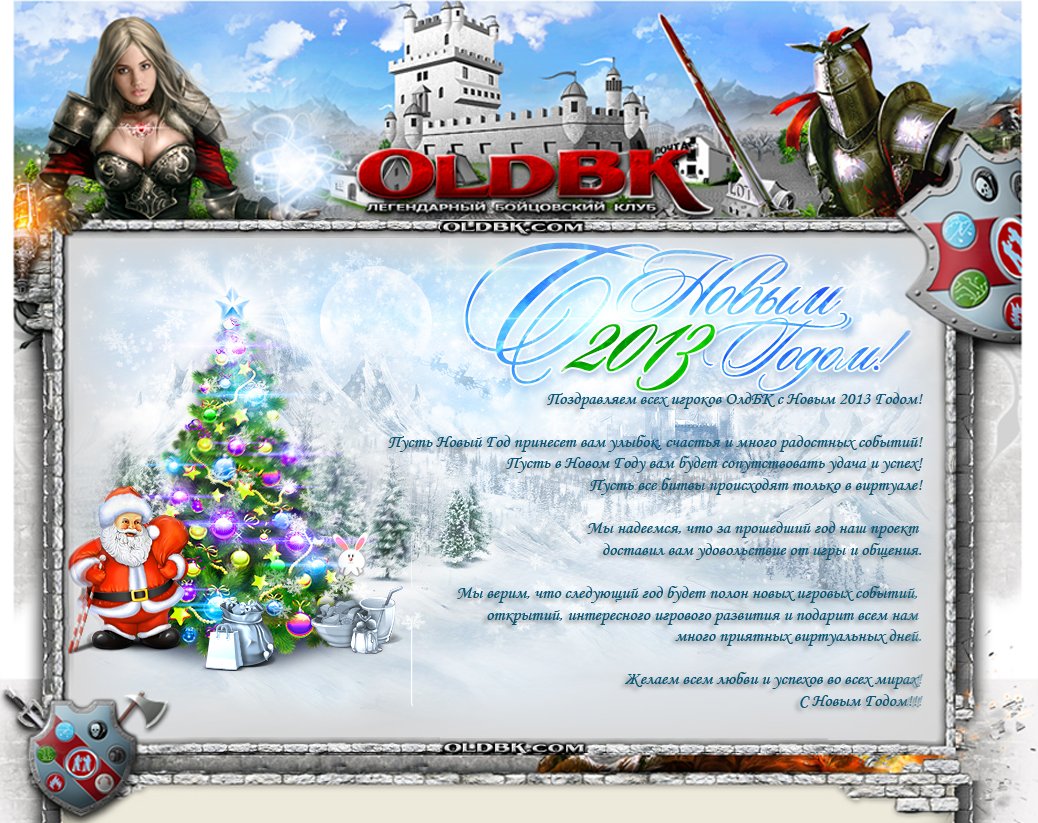 ПОЧТА
OLDBK
ЛЕГЕНДАРНЫЙ БОЙЦОВСКИЙ КЛУБ
OLDBK.COM
С Новым,
2013 Годом!
Поздравляем всех игроков ОлдБК с Новым 2013 Годом!
Пусть Новый Год принесет вам улыбок, счастья и много радостных событий!
Пусть в Новом Году вам будет сопутствовать удача и успех!
Пусть все битвы происходят только в виртуале!
Мы надеемся, что за прошедший год наш проект
доставил вам удовольствие от игры и общения.
Мы верим, что следующий год будет полон новых игровых событий,
открытий, интересного игрового развития и подарит всем нам
много приятных виртуальных дней.
Желаем всем любви и успехов во всех мирах!
С Новым Годом!!!
OLDBK.COM